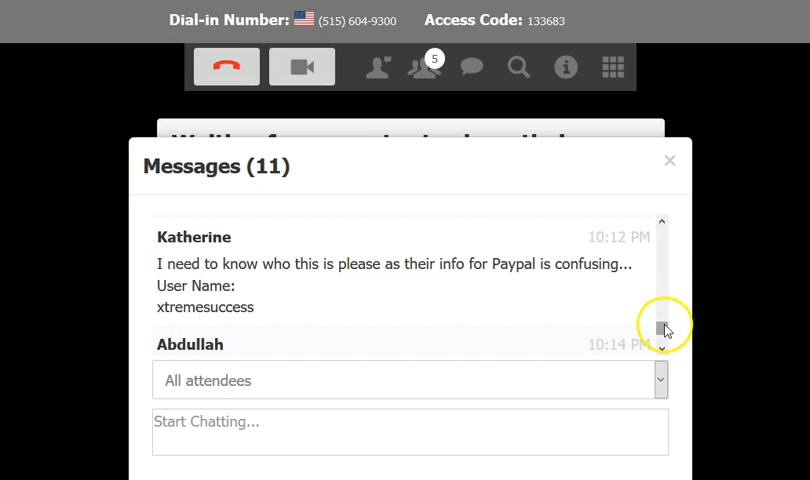 Dial-in Number: (515) 604-9300 Access Code: 133683
5
Messages (11)
Katherine 10:12 PM
I need to know who this is please as their info for Paypal is confusing...
User Name:
xtremesuccess
Abdullah 10:14 PM
All attendees
Start Chatting...